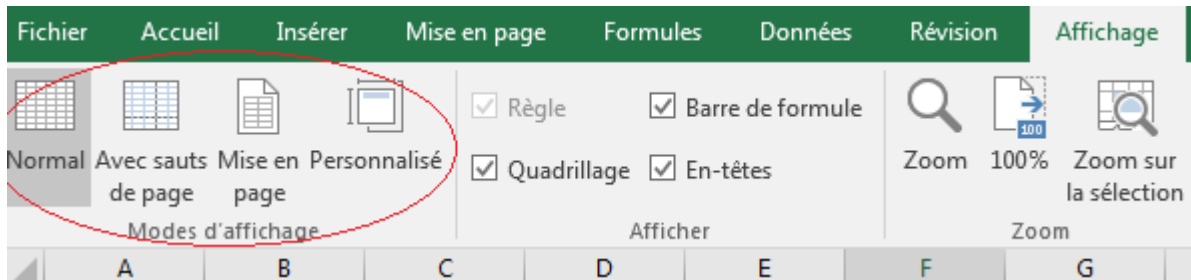 Fichier Accueil Insérer Mise en page Formules Données Révision Affichage
Règle Barre de formule
100
Normal Avec sauts Mise en Personnalisé Quadrillage En-têtes Zoom 100% Zoom sur
de page page la sélection
Modes d'affichage Afficher Zoom
A B C D E F G